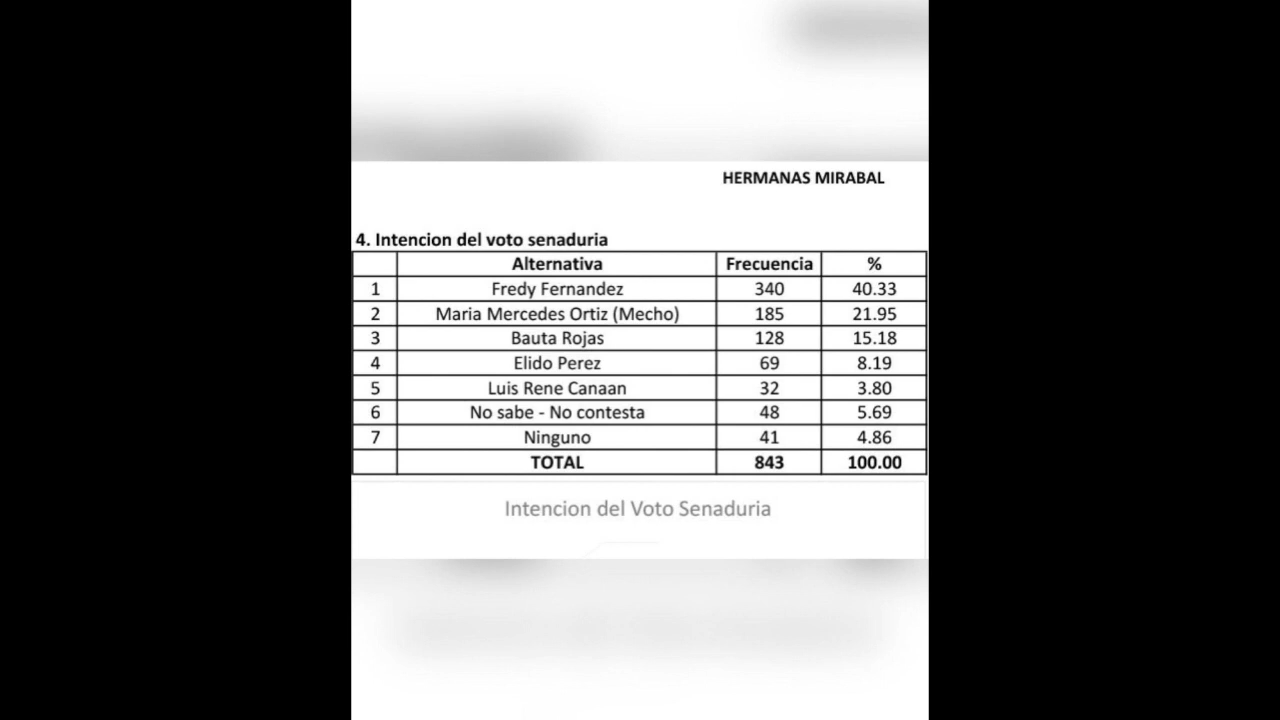 HERMANAS MIRABAL
4. Intencion del voto senaduria
Alternativa Frecuencia %
1 Fredy Fernandez 340 40.33
2 Maria Mercedes Ortiz (Mecho) 185 21.95
3 Bauta Rojas 128 15.18
4 Elido Perez 69 8.19
5 Luis Rene Canaan 32 3.80
6 No sabe - No contesta 48 5.69
7 Ninguno 41 4.86
TOTAL 843 100.00
Intencion del Voto Senaduria